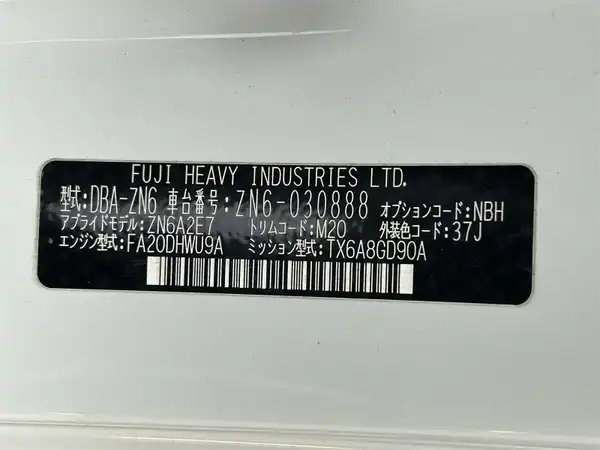 FUJI HEAVY INDUSTRIES LTD.
型式:DBA-ZN6 車台番号:ZN6-030888 オプションコード:NBH
アプライドモデル:ZN6A2E7 トリムコード:M20 外装色コード:37J
エンジン型式:FA20DHWU9A ミッション型式:TX6A8GD90A